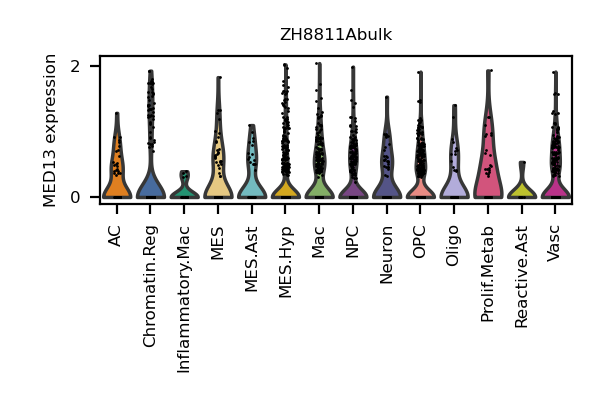 ZH8811Abulk
MED13 expression
2
0
AC
Chromatin.Reg
Inflammatory.Mac
MES
MES.Ast
MES.Hyp
Mac
NPC
Neuron
OPC
Oligo
Prolif.Metab
Reactive.Ast
Vasc